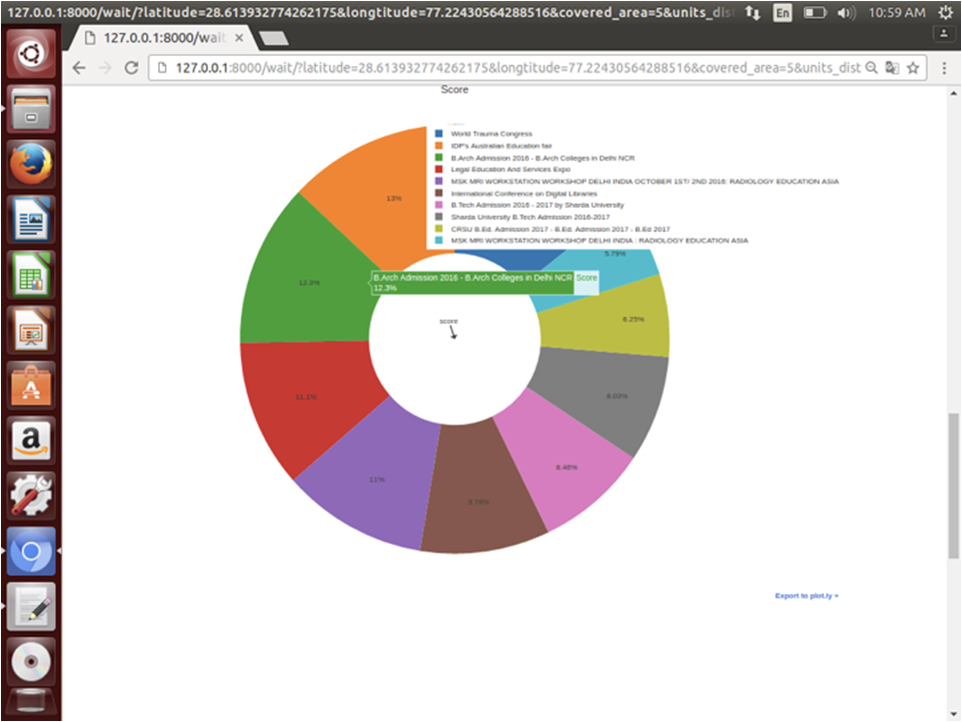 127.0.0.1:8000/wait/?latitude=28.613932774262175&longtitude=77.22430564288516&covered_area=5&units_dis
En
10:59 AM
127.0.0.1:8000/wait
127.0.0.1:8000/wait/?latitude=28.613932774262175&longtitude=77.22430564288516&covered_area=5&units_dist
Score
World Trauma Congress
IDP's Australian Education fair
B.Arch Admission 2016 - B.Arch Colleges in Delhi NCR
Legal Education And Services Expo
MSK MRI WORKSTATION WORKSHOP DELHI INDIA OCTOBER 1ST/ 2ND 2016: RADIOLOGY EDUCATION ASIA
International Conference on Digital Libraries
B.Tech Admission 2016 - 2017 by Sharda University
Sharda University B.Tech Admission 2016-2017
CRSU B.Ed. Admission 2017 - B.Ed. Admission 2017 - B.Ed 2017
MSK MRI WORKSTATION WORKSHOP DELHI INDIA : RADIOLOGY EDUCATION ASIA
13%
5.79%
12.3%
B.Arch Admission 2016 - B.Arch Colleges in Delhi NCR Score
12.3%
score
6.25%
8.03%
11.1%
8.46%
11%
9.78%
Export to plot.ly »
a